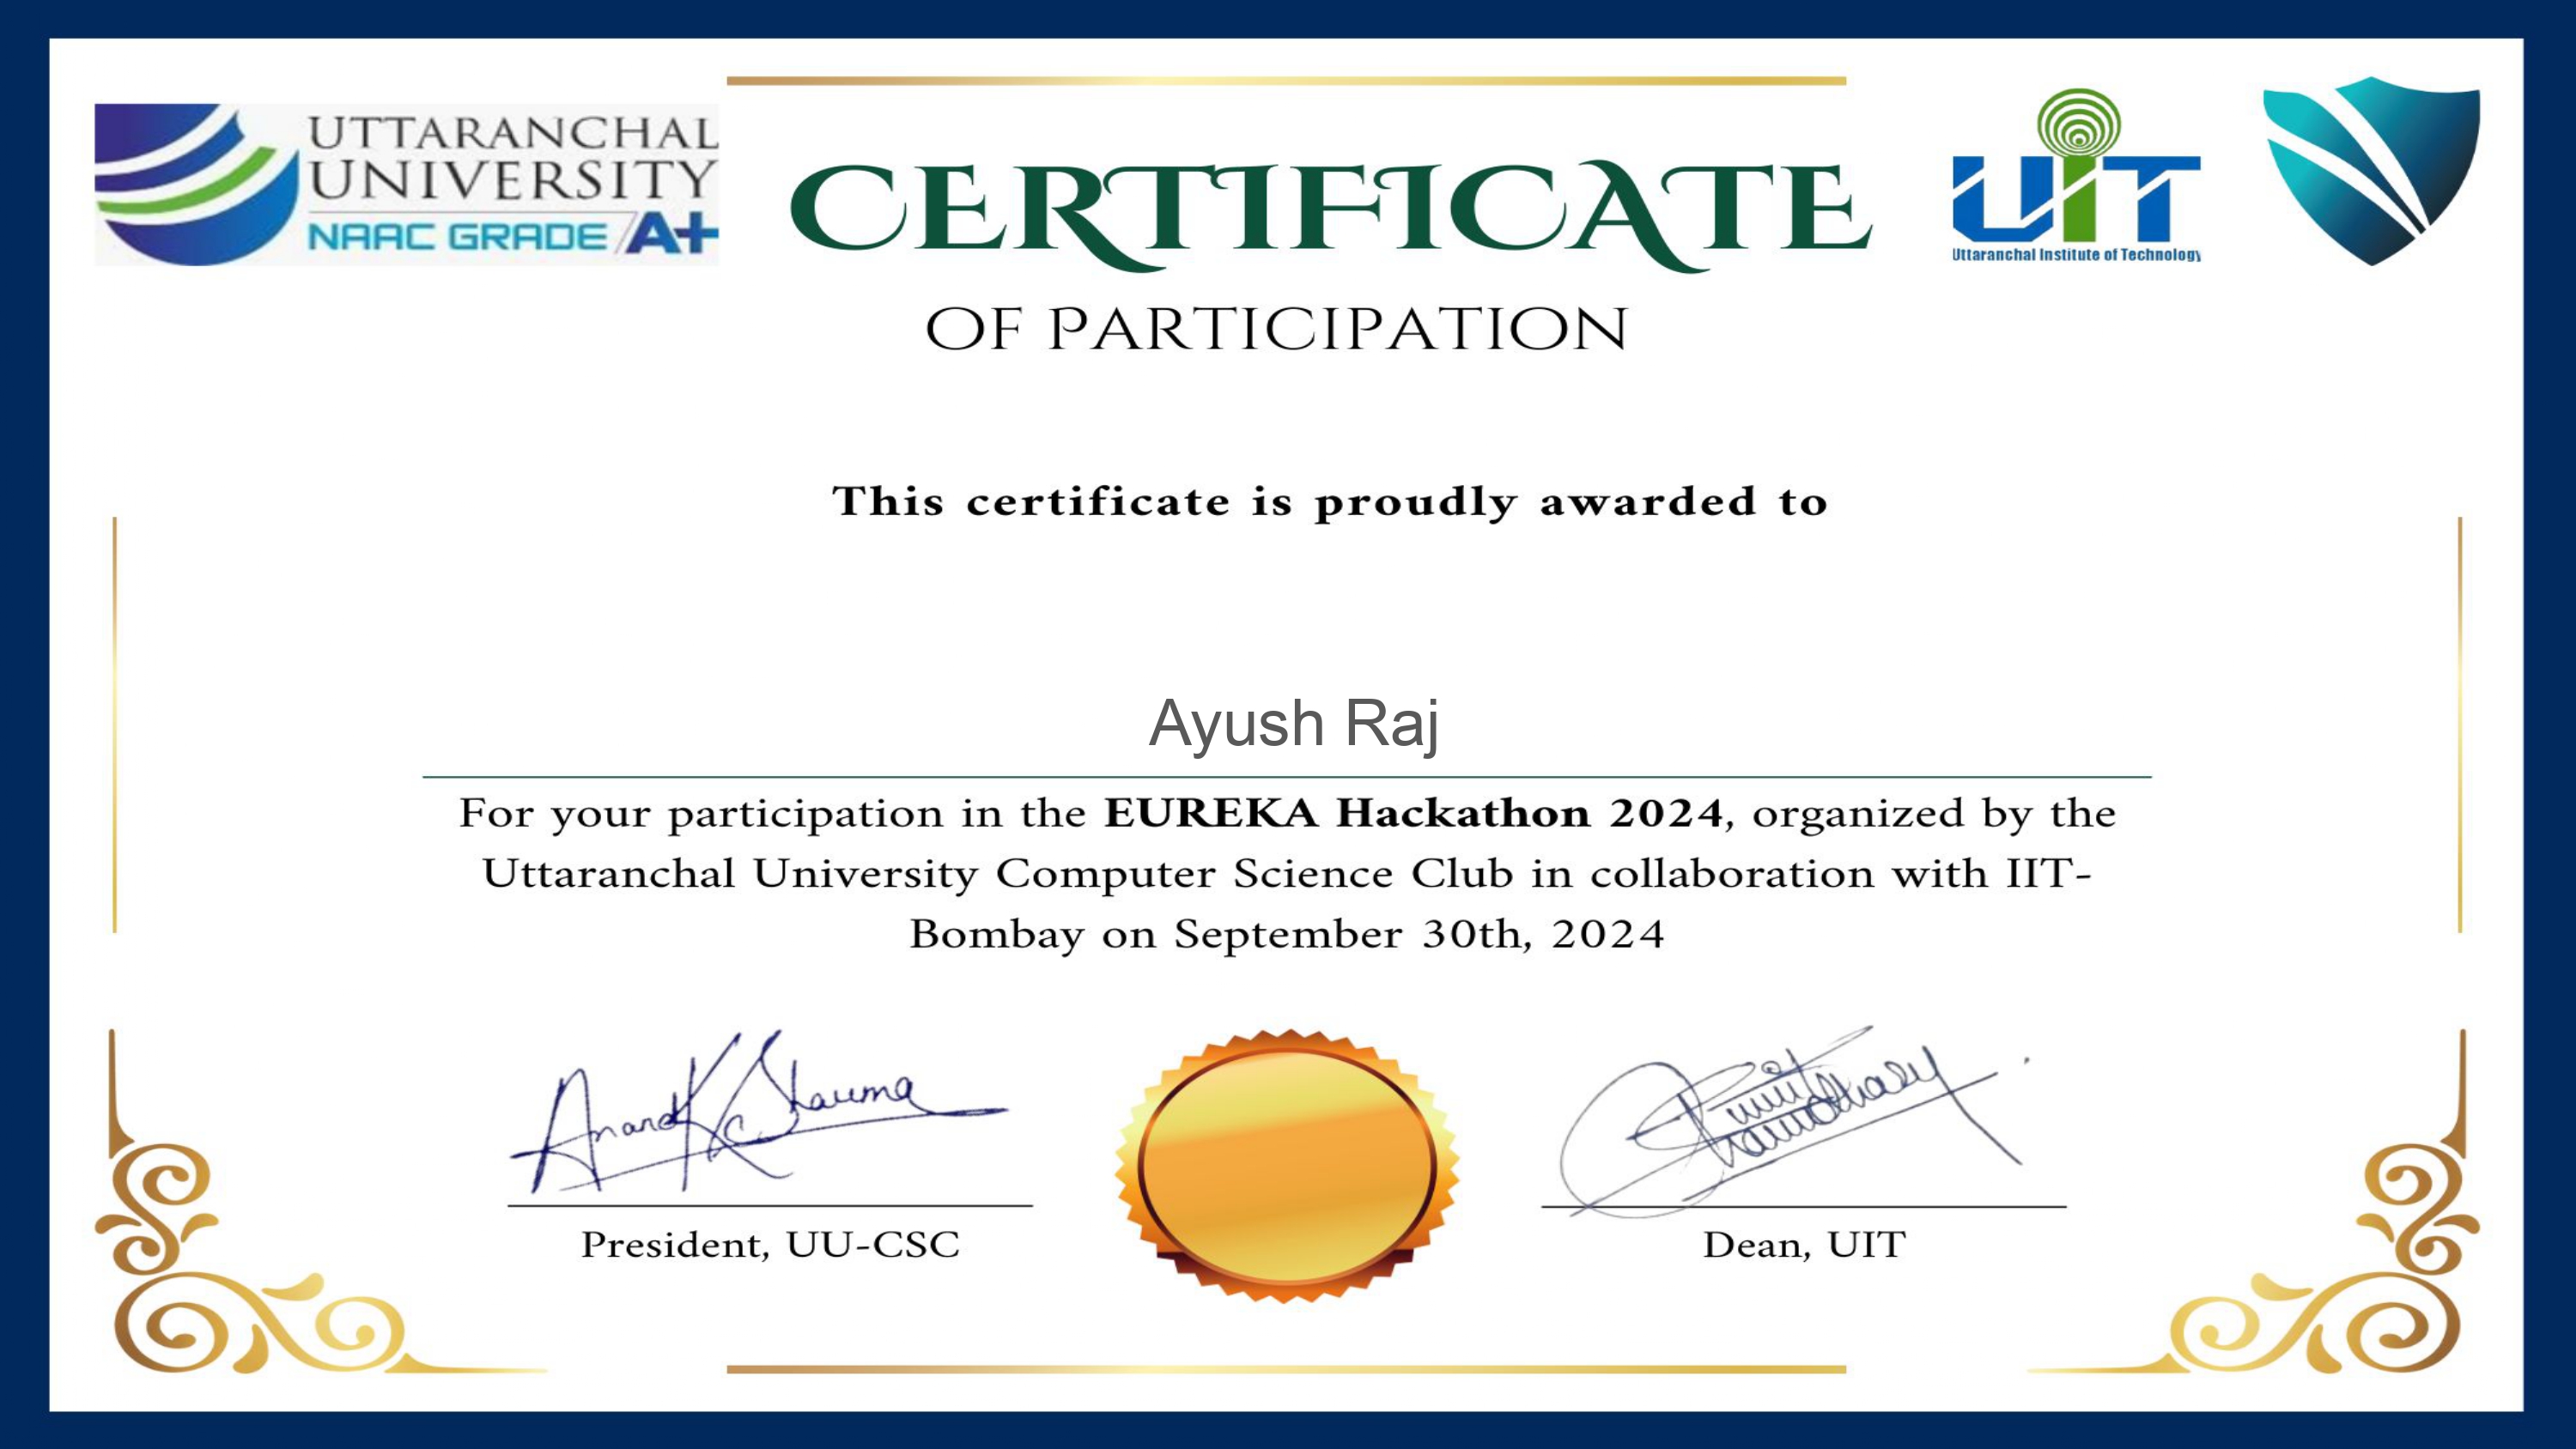 UTTARANCHAL
UNIVERSITY
NAAC GRADE A+
CERTIFICATE
OF PARTICIPATION
UIT
Uttaranchal Institute of Technology
This certificate is proudly awarded to
Ayush Raj
For your participation in the EUREKA Hackathon 2024, organized by the
Uttaranchal University Computer Science Club in collaboration with IIT-
Bombay on September 30th, 2024
Anand K Sharma
President, UU-CSC
Dean, UIT